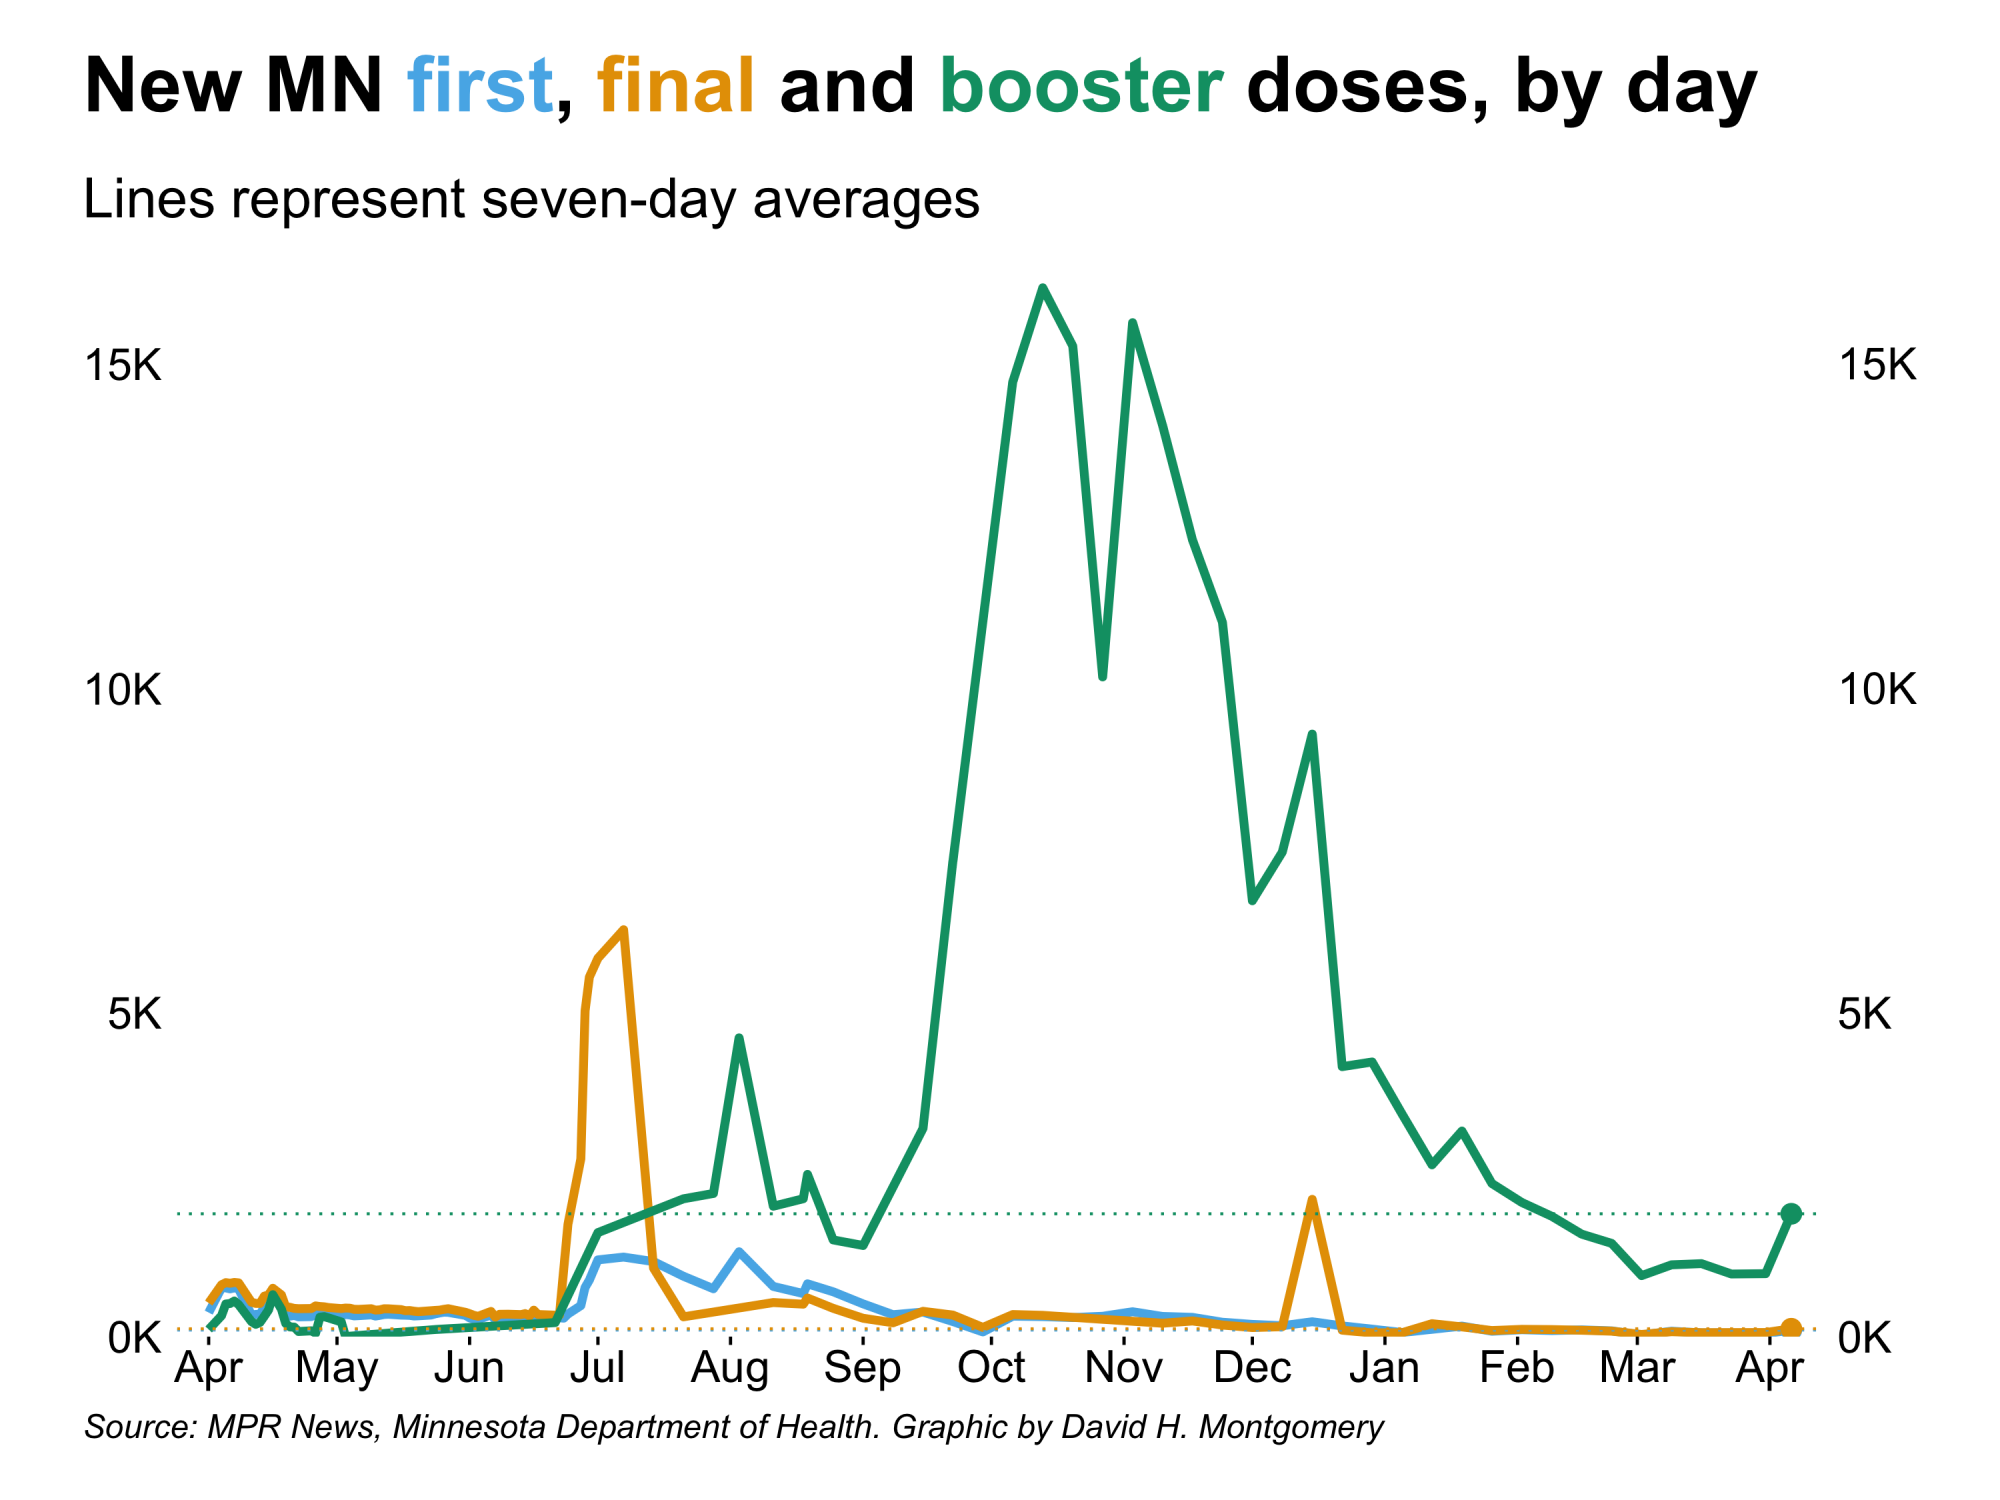 New MN first, final and booster doses, by day
Lines represent seven-day averages
15K 15K
10K 10K
5K 5K
0K 0K
Apr May Jun Jul Aug Sep Oct Nov Dec Jan Feb Mar Apr
Source: MPR News, Minnesota Department of Health. Graphic by David H. Montgomery